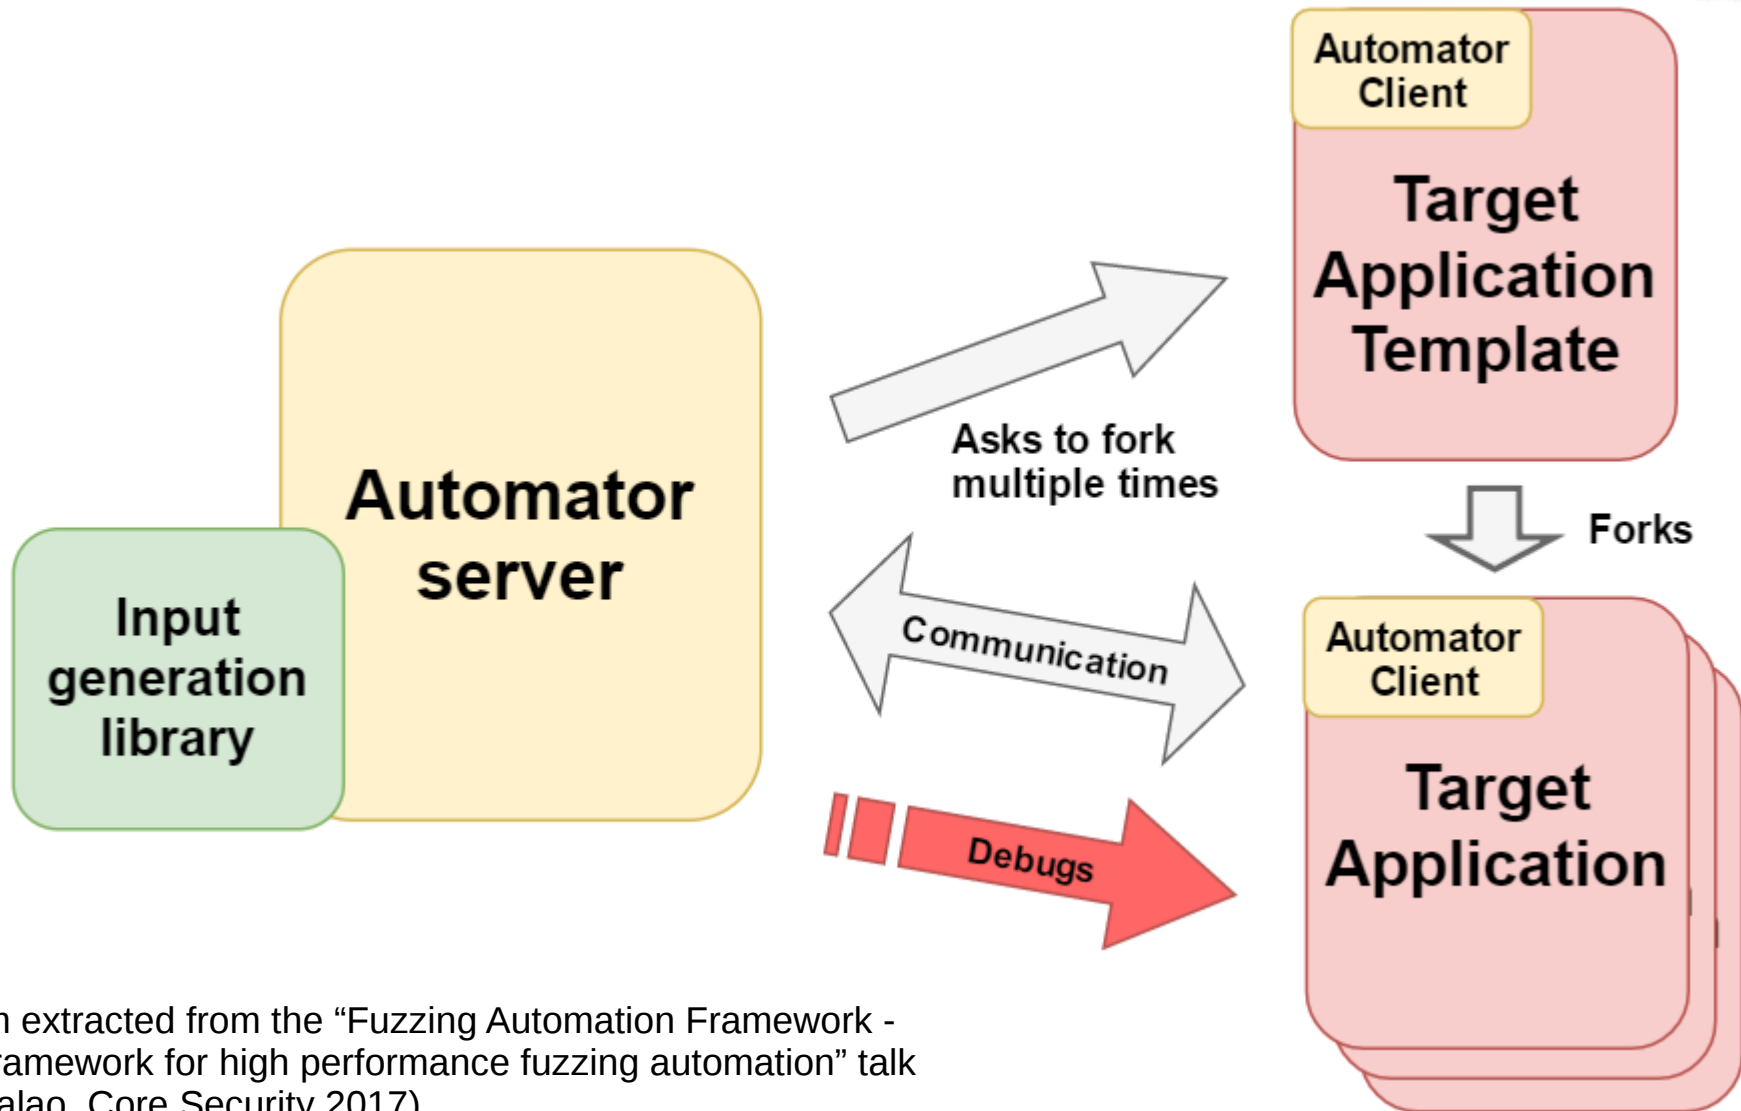 Automator
Client
Target
Application
Template
Asks to fork
multiple times
Automator
server
Input
generation
library
Forks
Communication
Automator
Client
Target
Application
Debugs
extracted from the “Fuzzing Automation Framework -
ramework for high performance fuzzing automation” talk
Core Security 2017)